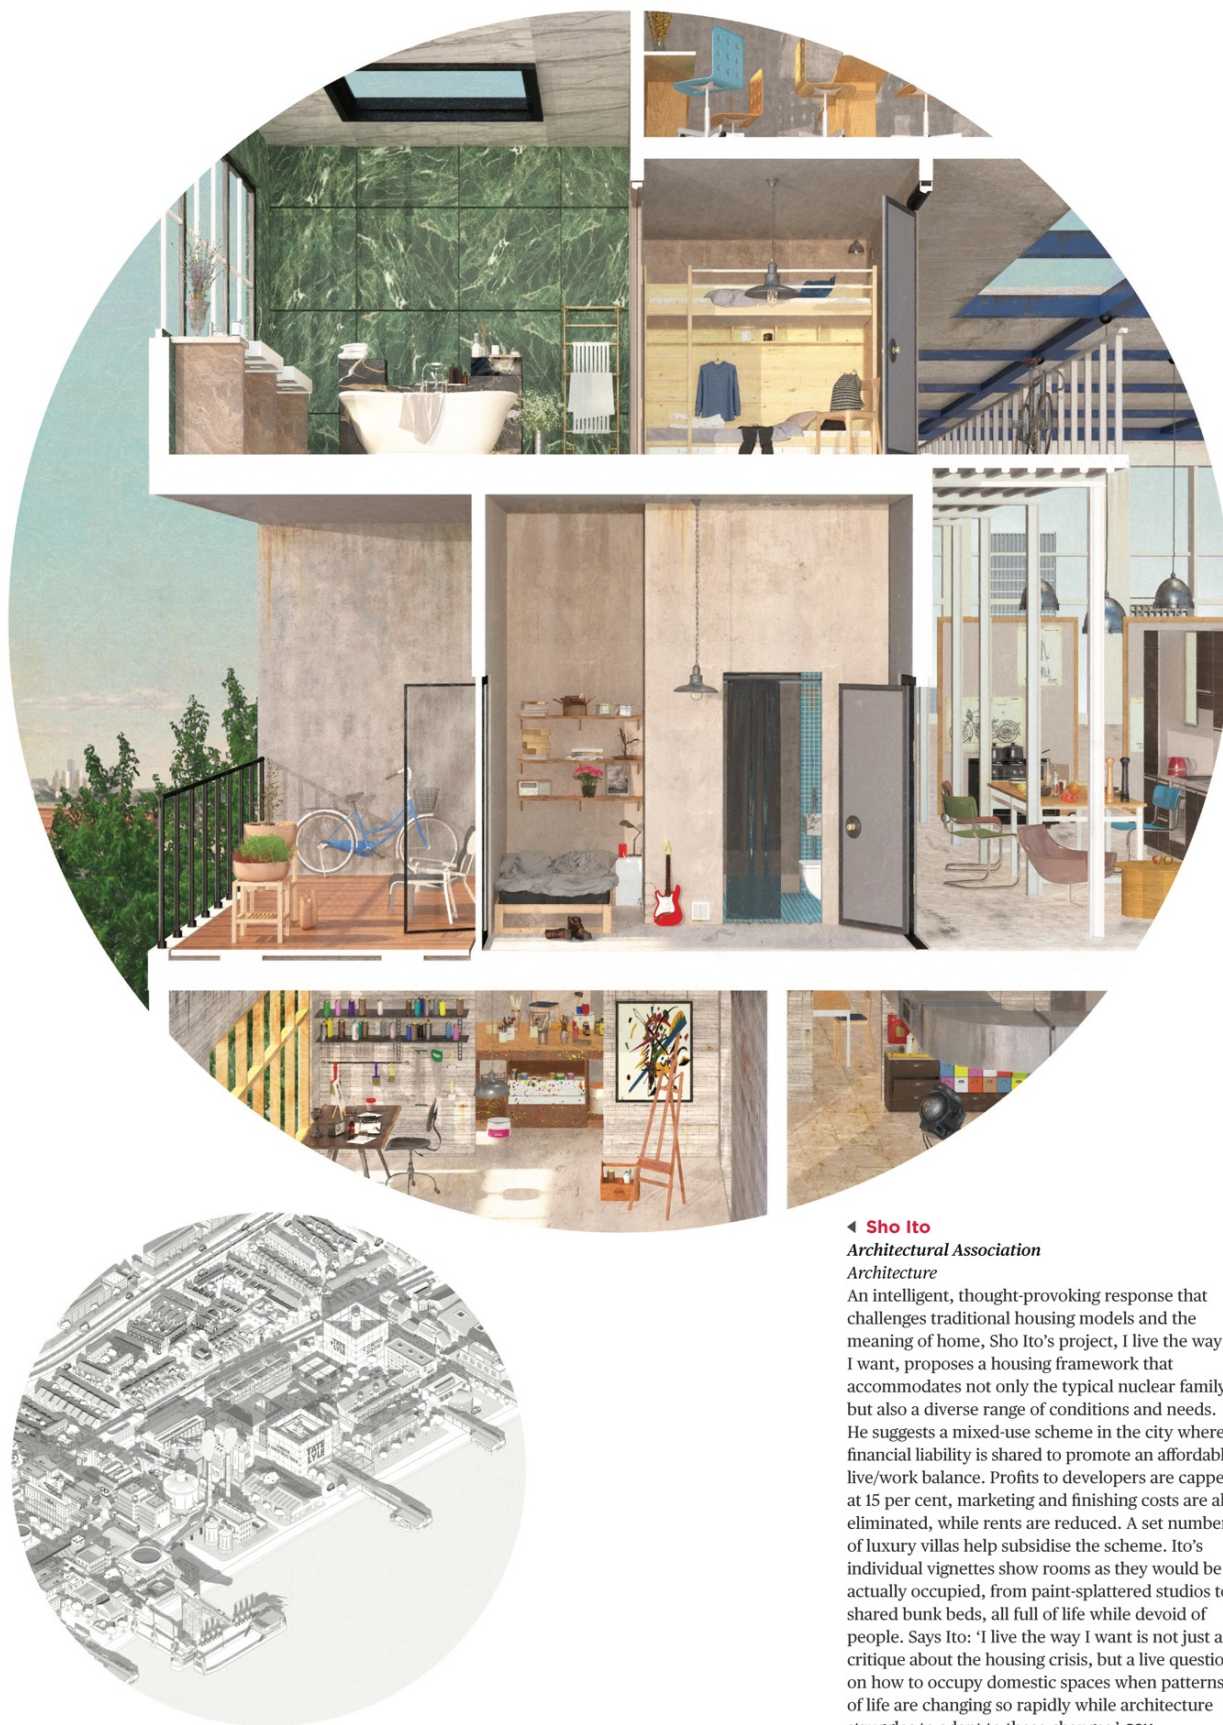 ◀ Sho Ito
Architectural Association
Architecture
An intelligent, thought-provoking response that
challenges traditional housing models and the
meaning of home, Sho Ito's project, I live the way
I want, proposes a housing framework that
accommodates not only the typical nuclear family
but also a diverse range of conditions and needs.
He suggests a mixed-use scheme in the city where
financial liability is shared to promote an affordabl
live/work balance. Profits to developers are cappe
at 15 per cent, marketing and finishing costs are al
eliminated, while rents are reduced. A set number
of luxury villas help subsidise the scheme. Ito's
individual vignettes show rooms as they would be
actually occupied, from paint-splattered studios to
shared bunk beds, all full of life while devoid of
people. Says Ito: 'I live the way I want is not just a
critique about the housing crisis, but a live questio
on how to occupy domestic spaces when patterns
of life are changing so rapidly while architecture